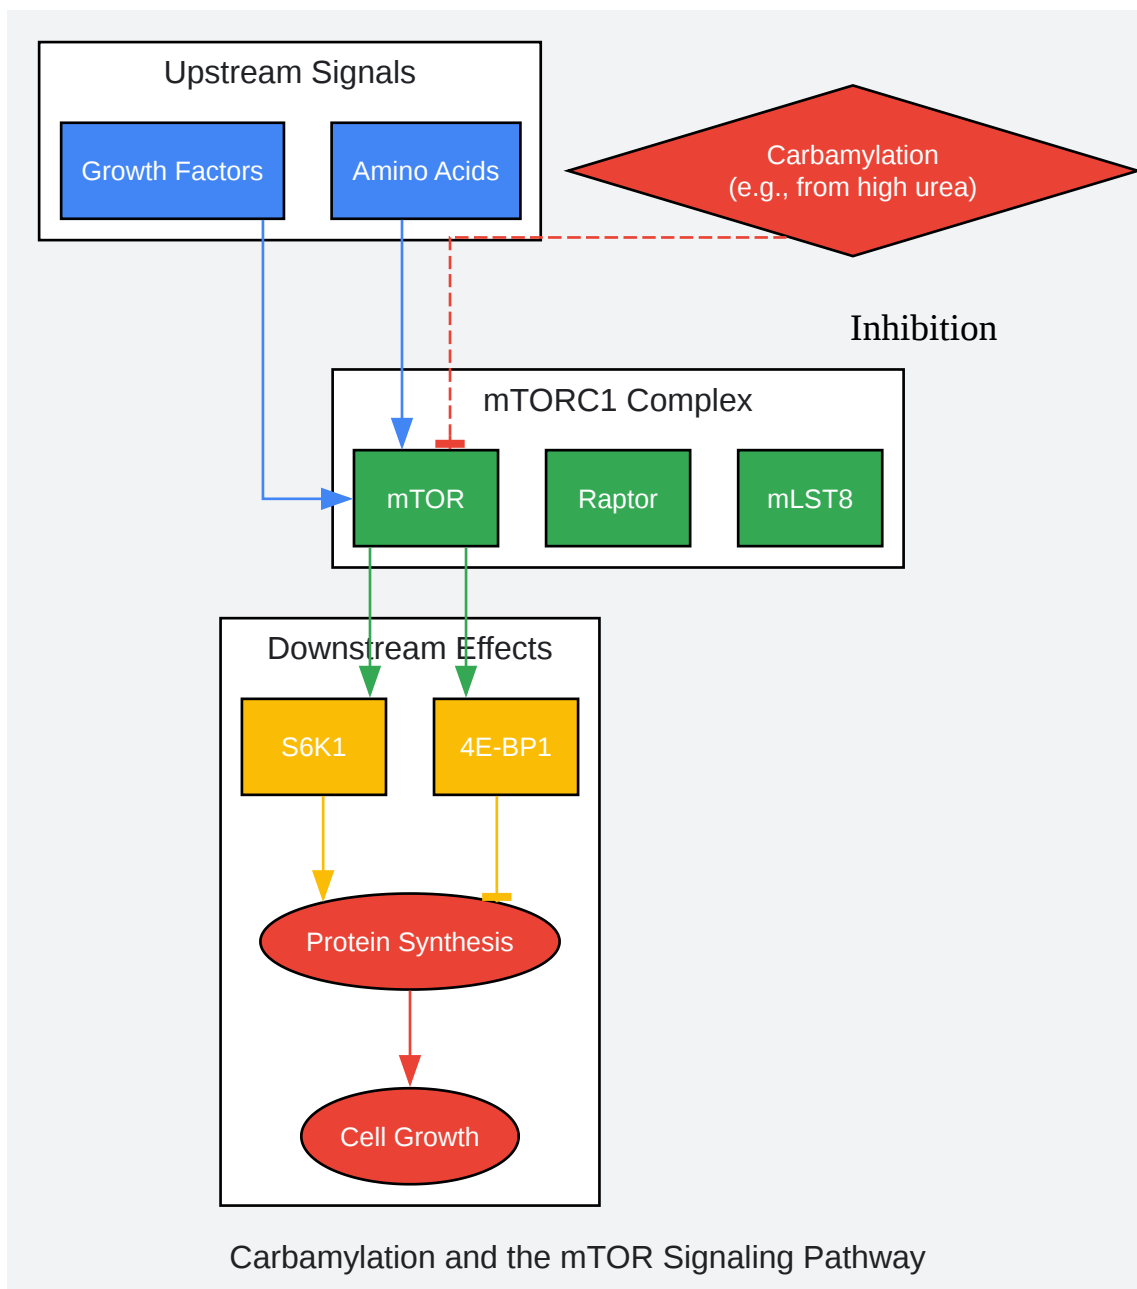 Upstream Signals
Growth Factors
Amino Acids
Carbamylation
(e.g., from high urea)
Inhibition
mTORC1 Complex
mTOR
Raptor
mLST8
Downstream Effects
S6K1
4E-BP1
Protein Synthesis
Cell Growth
Carbamylation and the mTOR Signaling Pathway